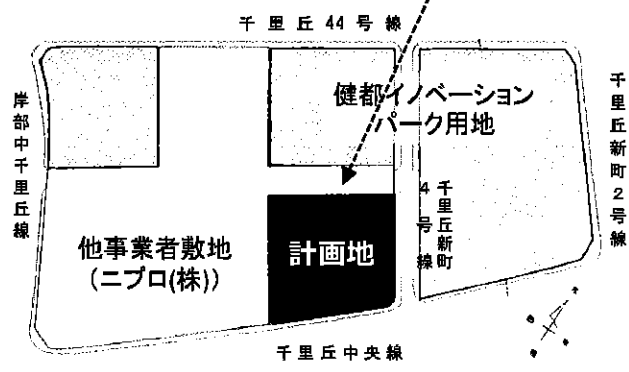 千里丘44号線
健都イノベーション
パーク用地
岸部中千里丘線
千里丘新町2号線
千里丘新町
4号線
他事業者敷地
(ニプロ(株))
計画地
千里丘中央線